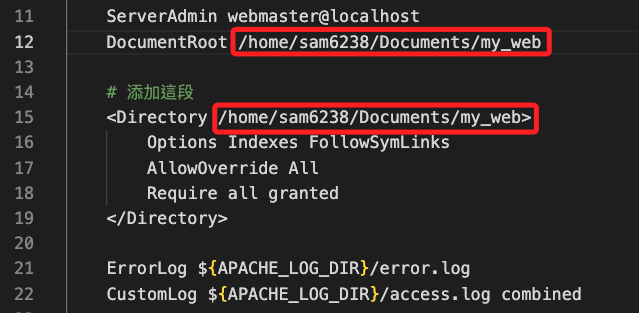 11 ServerAdmin webmaster@localhost
12 DocumentRoot /home/sam6238/Documents/my_web
13
14 # 添加這段
15 <Directory /home/sam6238/Documents/my_web>
16 Options Indexes FollowSymLinks
17 AllowOverride All
18 Require all granted
19 </Directory>
20
21 ErrorLog ${APACHE_LOG_DIR}/error.log
22 CustomLog ${APACHE_LOG_DIR}/access.log combined